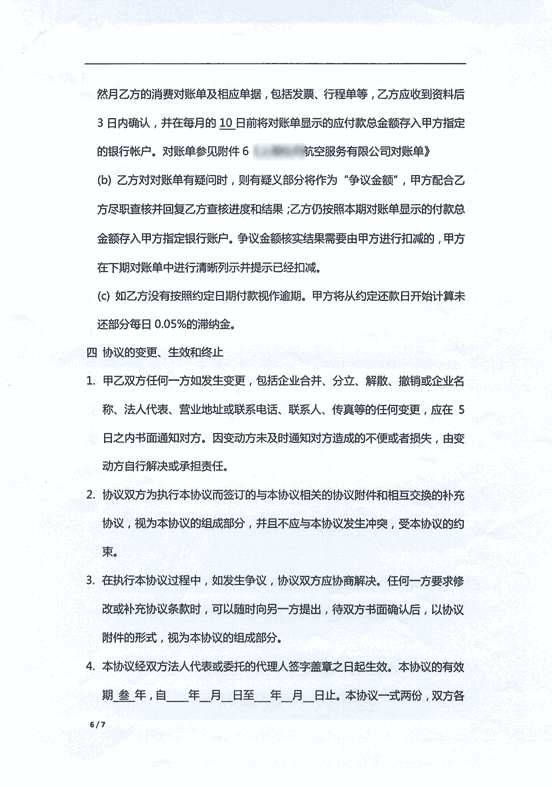 然月乙方的消费对账单及相应单据，包括发票、行程单等，乙方应收到资料后
3 日内确认，并在每月的 10 日前将对账单显示的应付款总金额存入甲方指定
的银行帐户。对账单参见附件 6 航空服务有限公司对账单》
(b) 乙方对对账单有疑问时，则有疑义部分将作为“争议金额”，甲方配合乙
方尽职查核并回复乙方查核进度和结果；乙方仍按照本期对账单显示的付款总
金额存入甲方指定银行账户。争议金额核实结果需要由甲方进行扣减的，甲方
在下期对账单中进行清晰列示并提示已经扣减。
(c) 如乙方没有按照约定日期付款视作逾期。甲方将从约定还款日开始计算未
还部分每日 0.05%的滞纳金。
四 协议的变更、生效和终止
1. 甲乙双方任何一方如发生变更，包括企业合并、分立、解散、撤销或企业名
称、法人代表、营业地址或联系电话、联系人、传真等的任何变更，应在 5
日之内书面通知对方。因变动方未及时通知对方造成的不便或者损失，由变
动方自行解决或承担责任。
2. 协议双方为执行本协议而签订的与本协议相关的协议附件和相互交换的补充
协议，视为本协议的组成部分，并且不应与本协议发生冲突，受本协议的约
束。
3. 在执行本协议过程中，如发生争议，协议双方应协商解决。任何一方要求修
改或补充协议条款时，可以随时向另一方提出，待双方书面确认后，以协议
附件的形式，视为本协议的组成部分。
4. 本协议经双方法人代表或委托的代理人签字盖章之日起生效。本协议的有效
期 叁 年，自____年__月__日至___年__月__日止。本协议一式两份，双方各
6 / 7